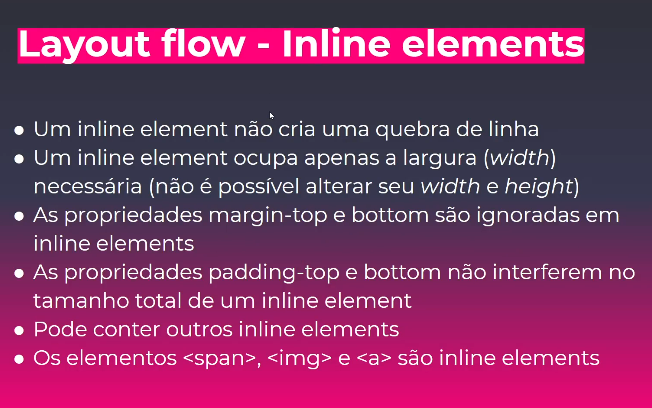 Layout flow - Inline elements
● Um inline element não cria uma quebra de linha
● Um inline element ocupa apenas a largura (width)
necessária (não é possível alterar seu width e height)
● As propriedades margin-top e bottom são ignoradas em
inline elements
● As propriedades padding-top e bottom não interferem no
tamanho total de um inline element
● Pode conter outros inline elements
● Os elementos <span>, <img> e <a> são inline elements